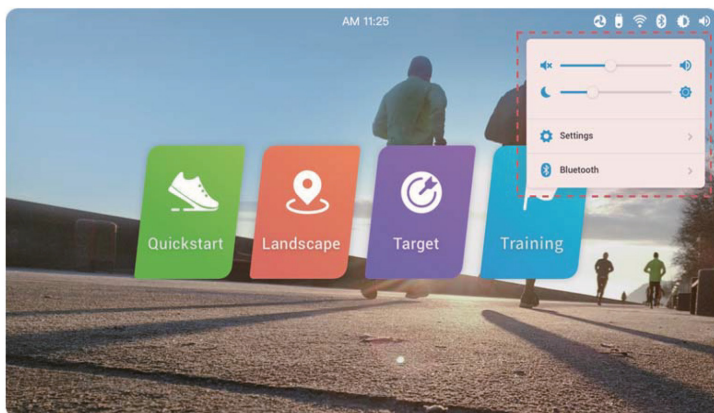 AM 11:25
Settings
Bluetooth
Quickstart
Landscape
Target
Training